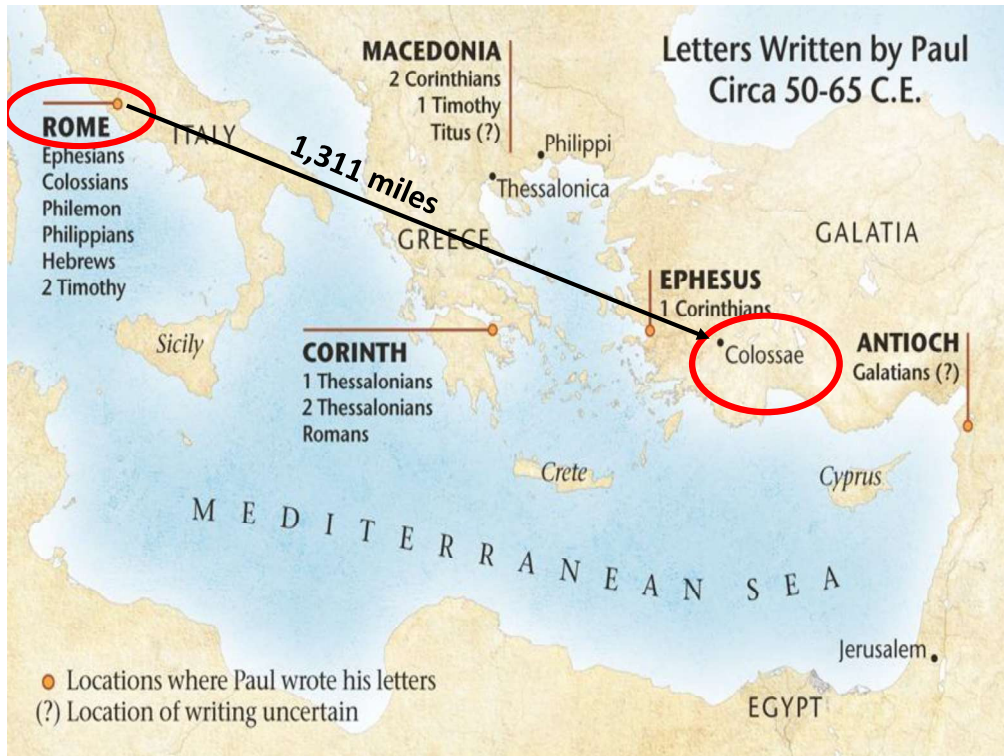 Letters Written by Paul
Circa 50-65 C.E.
MACEDONIA
2 Corinthians
1 Timothy
Titus (?)
ROME
Ephesians
Colossians
Philemon
Philippians
Hebrews
2 Timothy
ITALY
1,311 miles
Philippi
Thessalonica
GREECE
GALATIA
EPHESUS
1 Corinthians
Colossae
ANTIOCH
Galatians (?)
Sicily
CORINTH
1 Thessalonians
2 Thessalonians
Romans
Crete
Cyprus
MEDITERRANEAN SEA
Jerusalem
EGYPT
Locations where Paul wrote his letters
(?) Location of writing uncertain